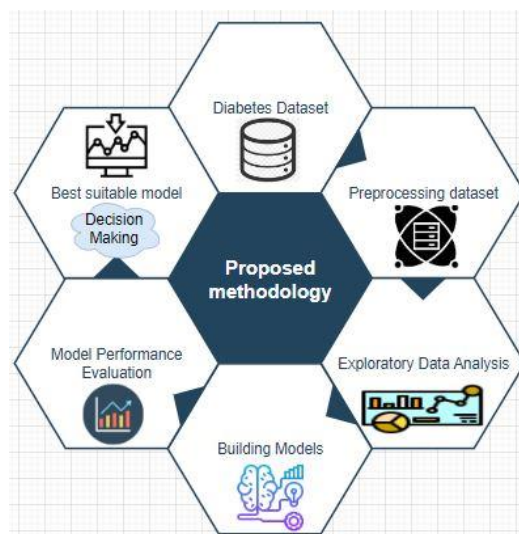 Diabetes Dataset
Preprocessing dataset
Exploratory Data Analysis
Building Models
Model Performance
Evaluation
Best suitable model
Decision
Making
Proposed
methodology